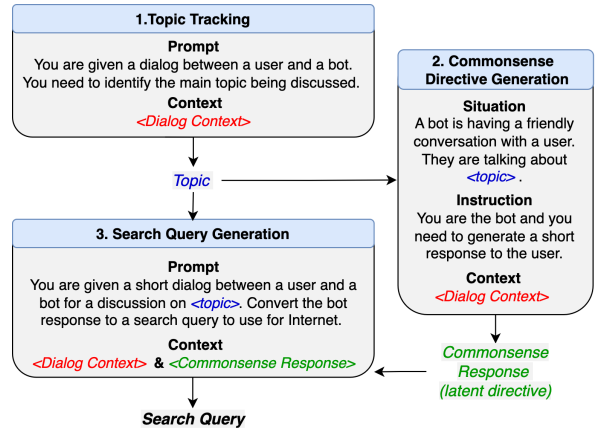 1.Topic Tracking
Prompt
You are given a dialog between a user and a bot.
You need to identify the main topic being discussed.
Context
<Dialog Context>
Topic
2. Commonsense
Directive Generation
Situation
A bot is having a friendly
conversation with a user.
They are talking about
<topic> .
Instruction
You are the bot and you
need to generate a short
response to the user.
Context
<Dialog Context>
Commonsense
Response
(latent directive)
3. Search Query Generation
Prompt
You are given a short dialog between a user and a
bot for a discussion on <topic>. Convert the bot
response to a search query to use for Internet.
Context
<Dialog Context> & <Commonsense Response>
Search Query